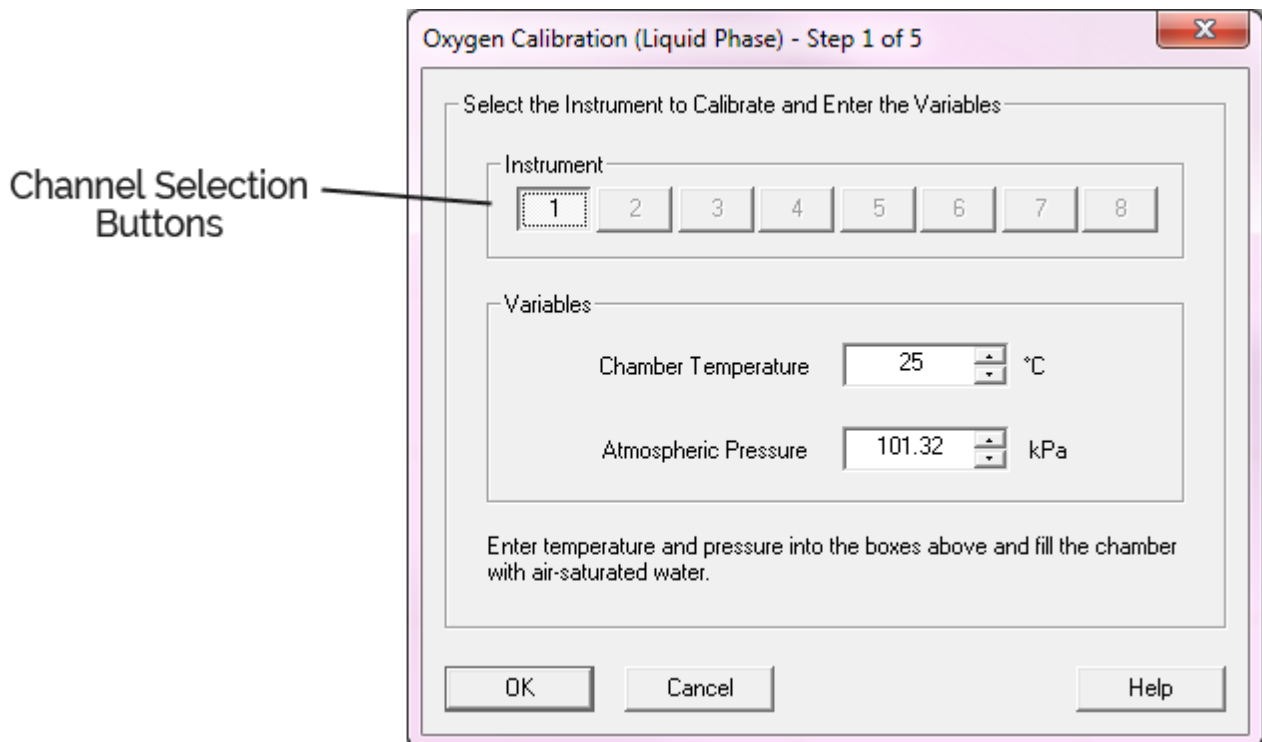 Oxygen Calibration (Liquid Phase) - Step 1 of 5
x
Select the Instrument to Calibrate and Enter the Variables
Channel Selection
Buttons
Instrument
1 2 3 4 5 6 7 8
Variables
Chamber Temperature 25 °C
Atmospheric Pressure 101.32 kPa
Enter temperature and pressure into the boxes above and fill the chamber
with air-saturated water.
OK Cancel Help